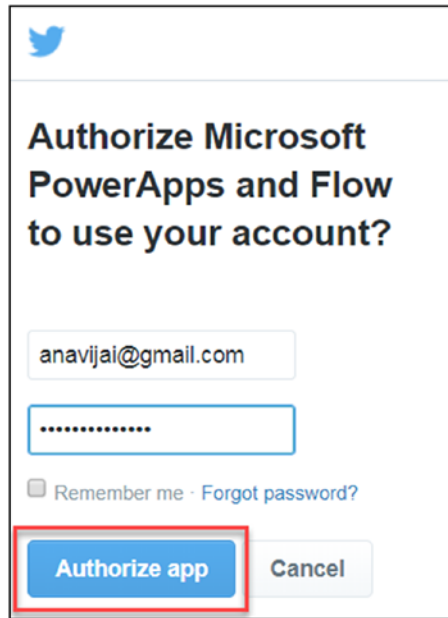 Authorize Microsoft
PowerApps and Flow
to use your account?
anavijai@gmail.com
••••••••••••••
Remember me · Forgot password?
Authorize app Cancel